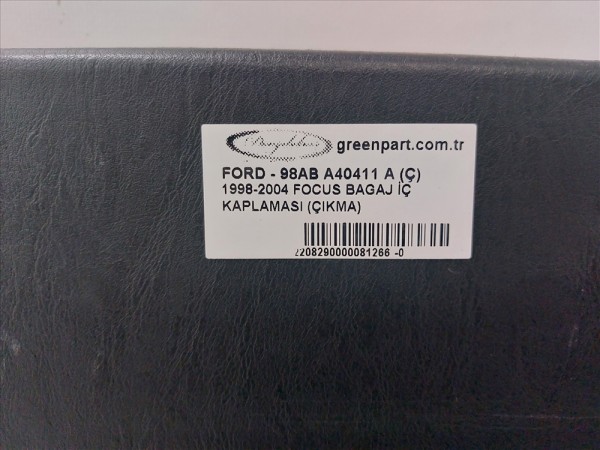 greenpart.com.tr
FORD - 98AB A40411 A (Ç)
1998-2004 FOCUS BAGAJ İÇ
KAPLAMASI (ÇIKMA)
2208290000081266 -0